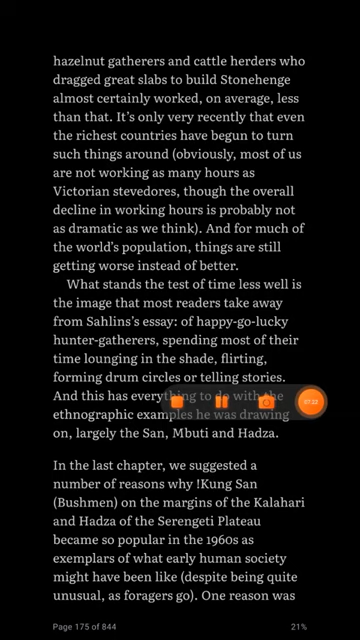 hazelnut gatherers and cattle herders who
dragged great slabs to build Stonehenge
almost certainly worked, on average, less
than that. It’s only very recently that even
the richest countries have begun to turn
such things around (obviously, most of us
are not working as many hours as
Victorian stevedores, though the overall
decline in working hours is probably not
as dramatic as we think). And for much of
the world’s population, things are still
getting worse instead of better.
What stands the test of time less well is
the image that most readers take away
from Sahlins’s essay: of happy-go-lucky
hunter-gatherers, spending most of their
time lounging in the shade, flirting,
forming drum circles or telling stories.
And this has everything to do with the
ethnographic examples he was drawing
on, largely the San, Mbuti and Hadza.
In the last chapter, we suggested a
number of reasons why !Kung San
(Bushmen) on the margins of the Kalahari
and Hadza of the Serengeti Plateau
became so popular in the 1960s as
exemplars of what early human society
might have been like (despite being quite
unusual, as foragers go). One reason was
Page 175 of 844
21%